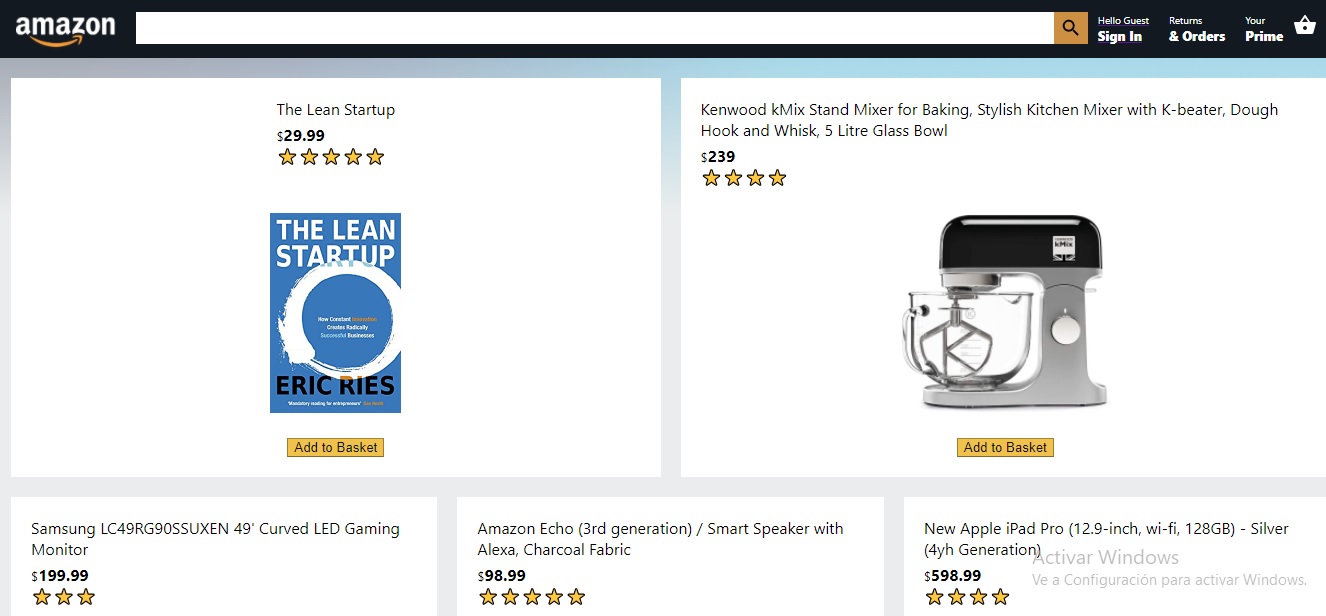 amazon
Hello Guest
Sign In
Returns
& Orders
Your
Prime
The Lean Startup
$29.99
THE LEAN
STARTUP
How Constant Innovation
Creates Radically
Successful Businesses
ERIC RIES
'Mandatory reading for entrepreneurs'
Add to Basket
Kenwood kMix Stand Mixer for Baking, Stylish Kitchen Mixer with K-beater, Dough
Hook and Whisk, 5 Litre Glass Bowl
$239
kMix
K
Add to Basket
Samsung LC49RG90SSUXEN 49' Curved LED Gaming
Monitor
$199.99
Amazon Echo (3rd generation) / Smart Speaker with
Alexa, Charcoal Fabric
$98.99
New Apple iPad Pro (12.9-inch, wi-fi, 128GB) - Silver
(4yh Generation)
$598.99
Activar Windows
Ve a Configuración para activar Windows.